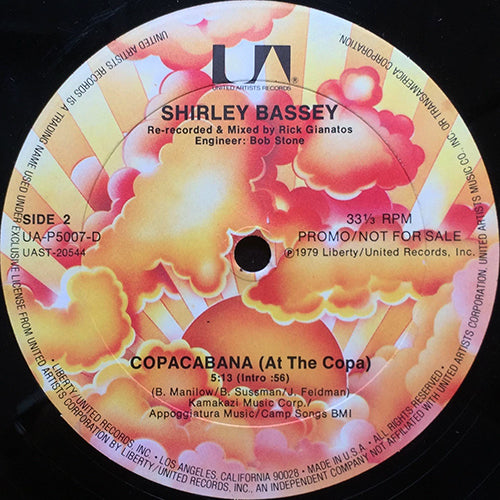 UNITED ARTISTS RECORDS IS A TRADING NAME USED UNDER EXCLUSIVE LICENSE FROM UNITED ARTISTS CORPORATION BY LIBERTY/UNITED RECORDS, INC., AN INDEPENDENT COMPANY NOT AFFILIATED WITH UNITED ARTISTS CORPORATION, UNITED ARTISTS MUSIC CO., INC. OR TRANSAMERICA CORPORATION.
UA®
UNITED ARTISTS RECORDS
SHIRLEY BASSEY
Re-recorded & Mixed by Rick Gianatos
Engineer: Bob Stone
SIDE 2
UA-P5007-D
UAST-20544
33⅓ RPM
PROMO/NOT FOR SALE
℗1979 Liberty/United Records, Inc.
COPACABANA (At The Copa)
5:13 (Intro :56)
(B. Manilow/B. Sussman/J. Feldman)
Kamakazi Music Corp./
Appoggiatura Music/Camp Songs BMI
• LIBERTY/UNITED RECORDS, INC. • LOS ANGELES, CALIFORNIA 90028 • MADE IN U.S.A. • ALL RIGHTS RESERVED •